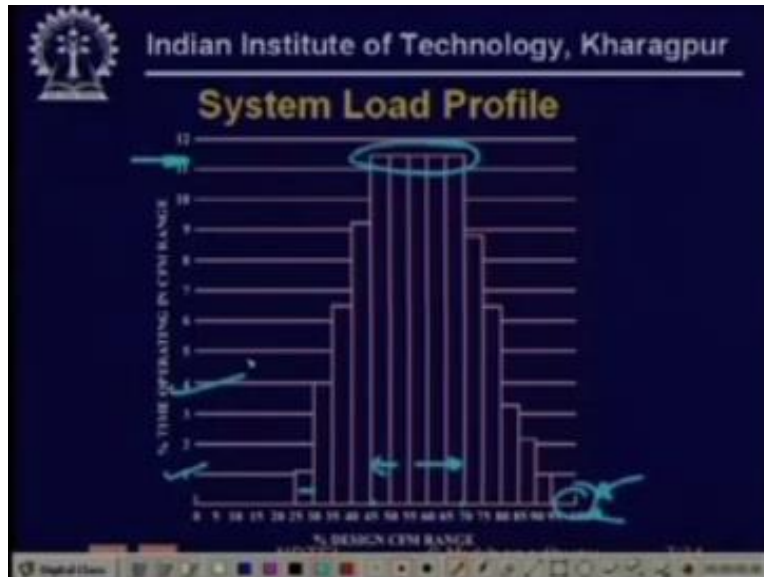 Indian Institute of Technology, Kharagpur
System Load Profile
12
11
10
9
8
7
6
5
4
3
2
% TIME OPERATING IN CFM RANGE
0 5 10 15 20 25 30 35 40 45 50 55 60 65 70 75 80 85 90
% DESIGN CFM RANGE